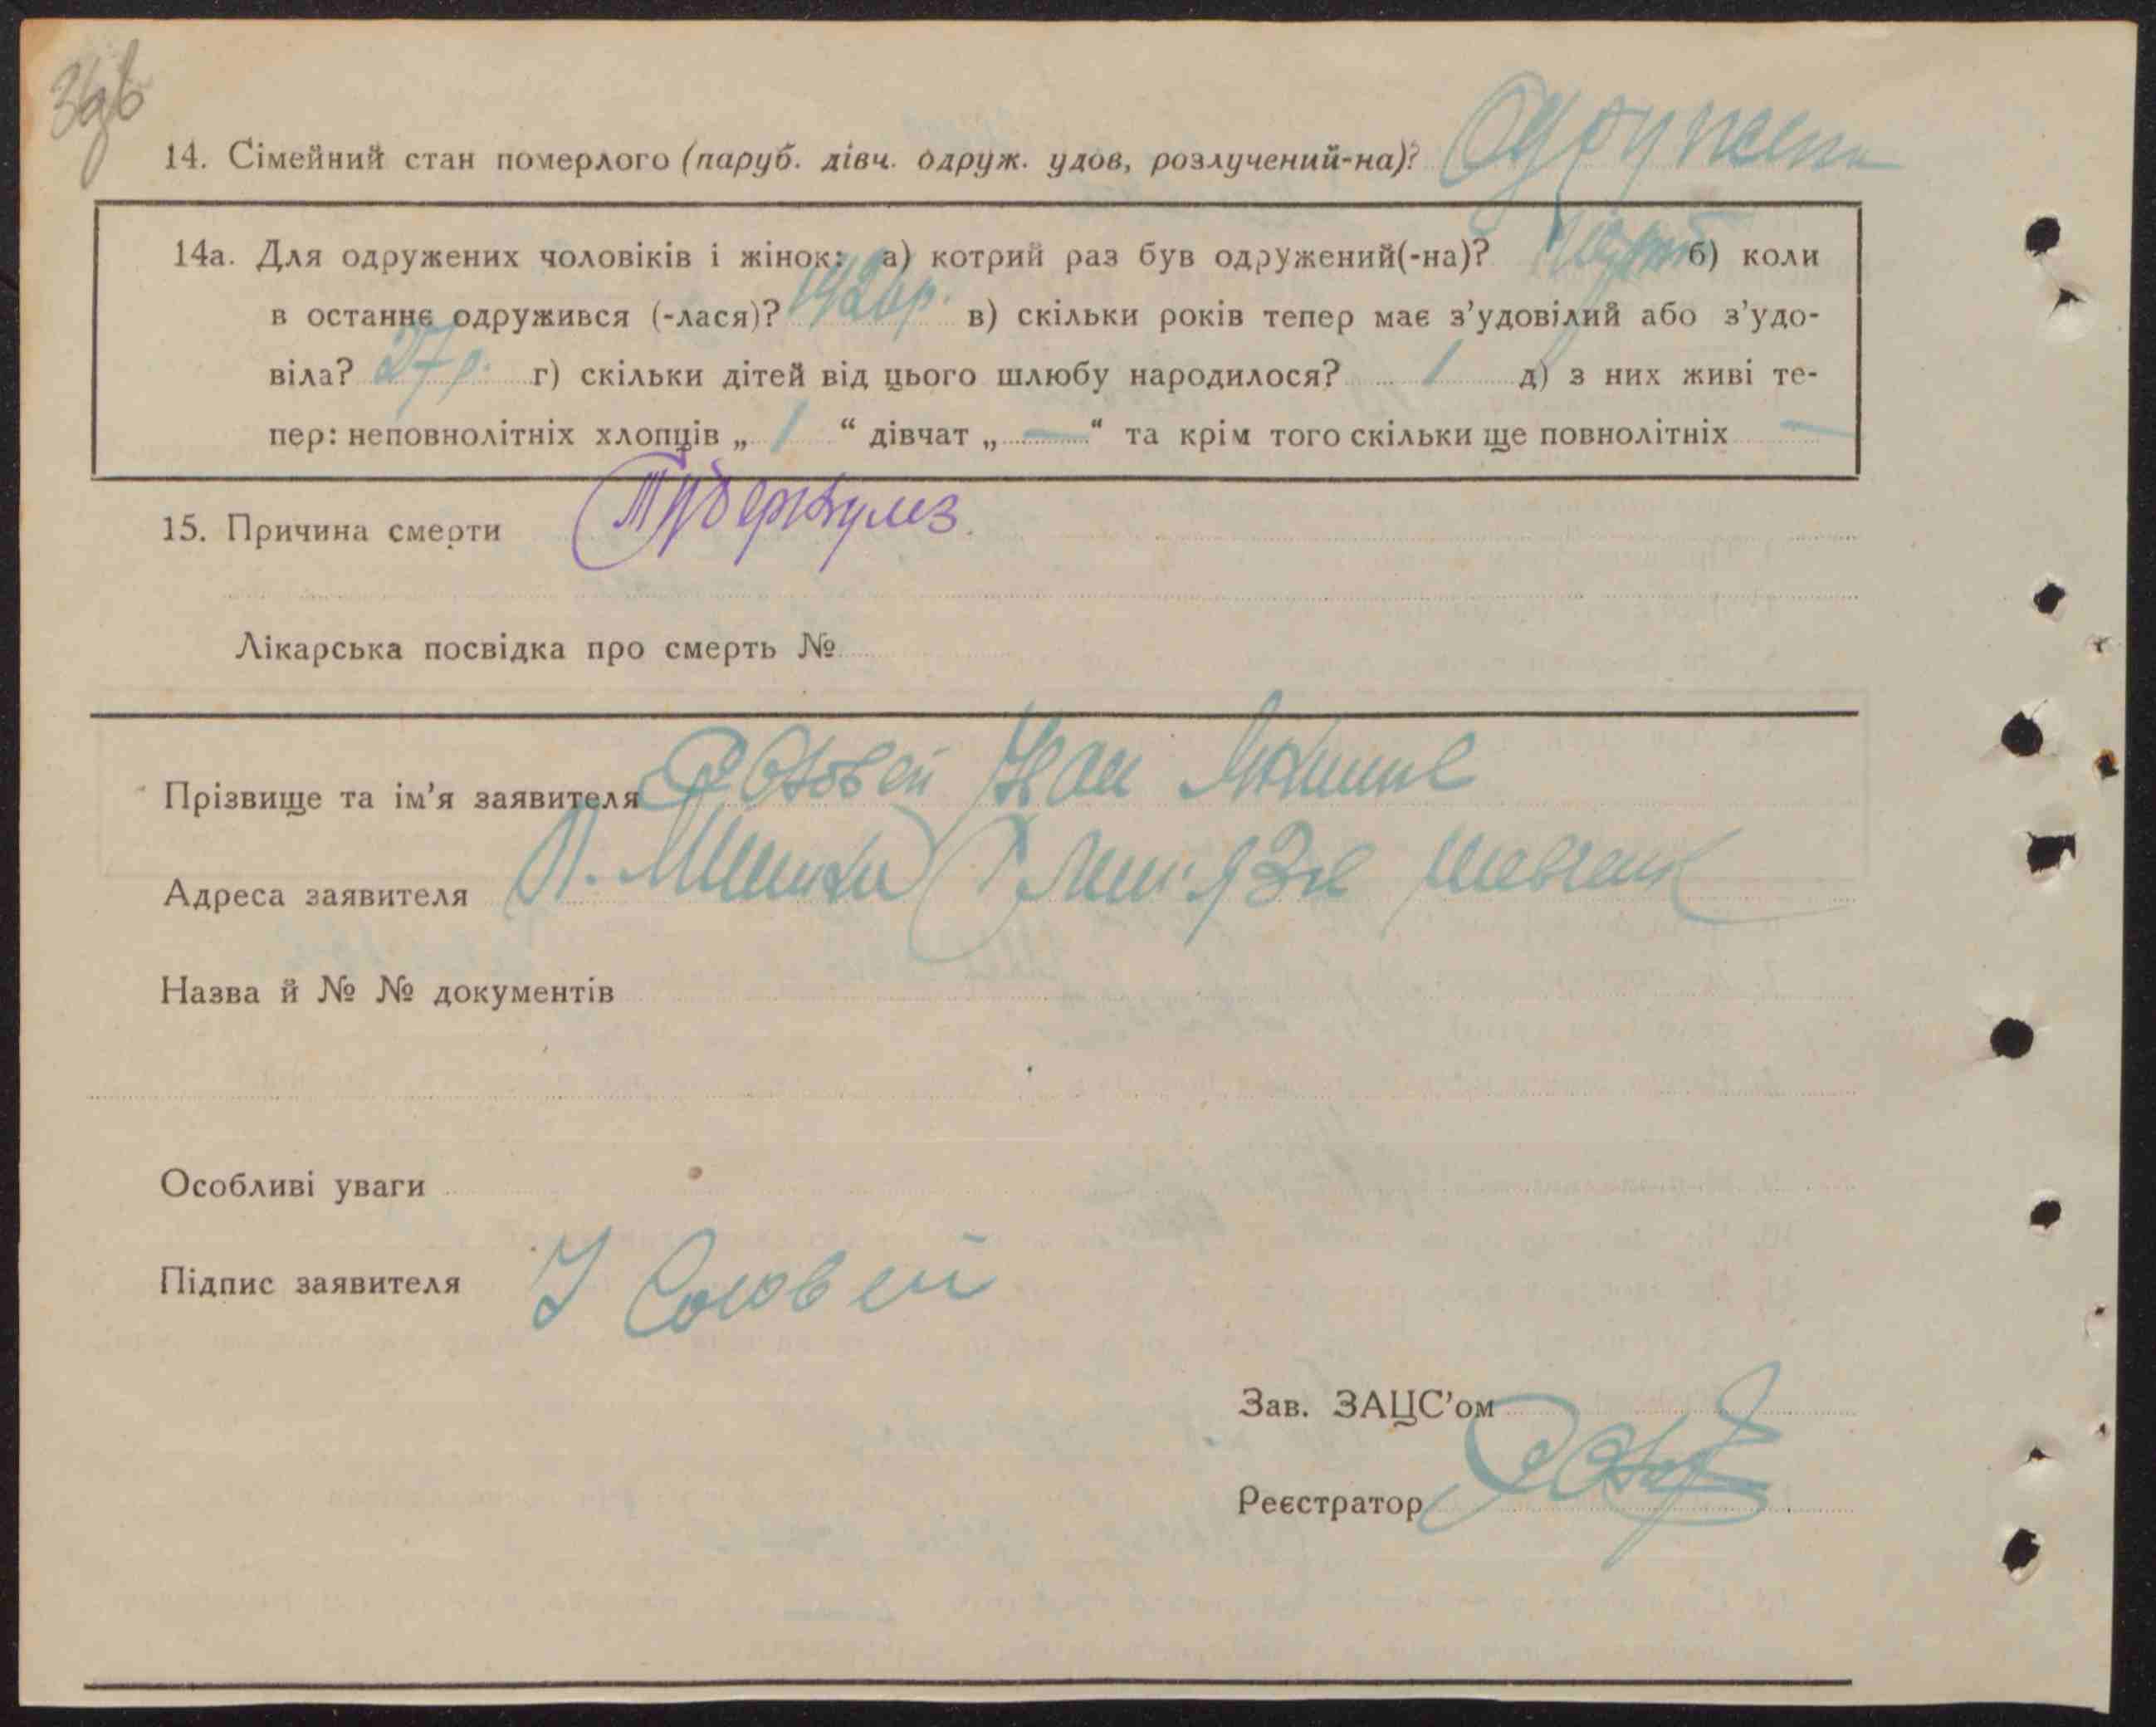 14. Сімейний стан померлого (паруб. дівч. одруж. удов, розлучений-на)?
14а. Для одружених чоловіків і жінок: а) котрий раз був одружений(-на)? б) коли
в останнє одружився (-лася)? в) скільки років тепер має з’удовілий або з’удо-
віла? 27 р. г) скільки дітей від цього шлюбу народилося? 1 д) з них живі те-
пер: неповнолітніх хлопців „ 1 “ дівчат „ — “ та крім того скільки ще повнолітніх —
15. Причина смерти Туберкульз
Лікарська посвідка про смерть №
Прізвище та ім’я заявителя Соловей Іван
Адреса заявителя
Назва й № № документів
Особливі уваги
Підпис заявителя І Соловей
Зав. ЗАЦС’ом
Реєстратор